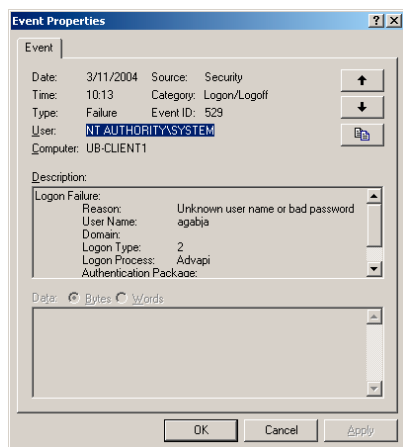 Event Properties
Event
Date: 3/11/2004 Source: Security
Time: 10:13 Category: Logon/Logoff
Type: Failure Event ID: 529
User: NT AUTHORITY\SYSTEM
Computer: UB-CLIENT1
Description:
Logon Failure:
Reason: Unknown user name or bad password
User Name: agabja
Domain:
Logon Type: 2
Logon Process: Advapi
Authentication Package:
Data: Bytes Words
OK Cancel Apply